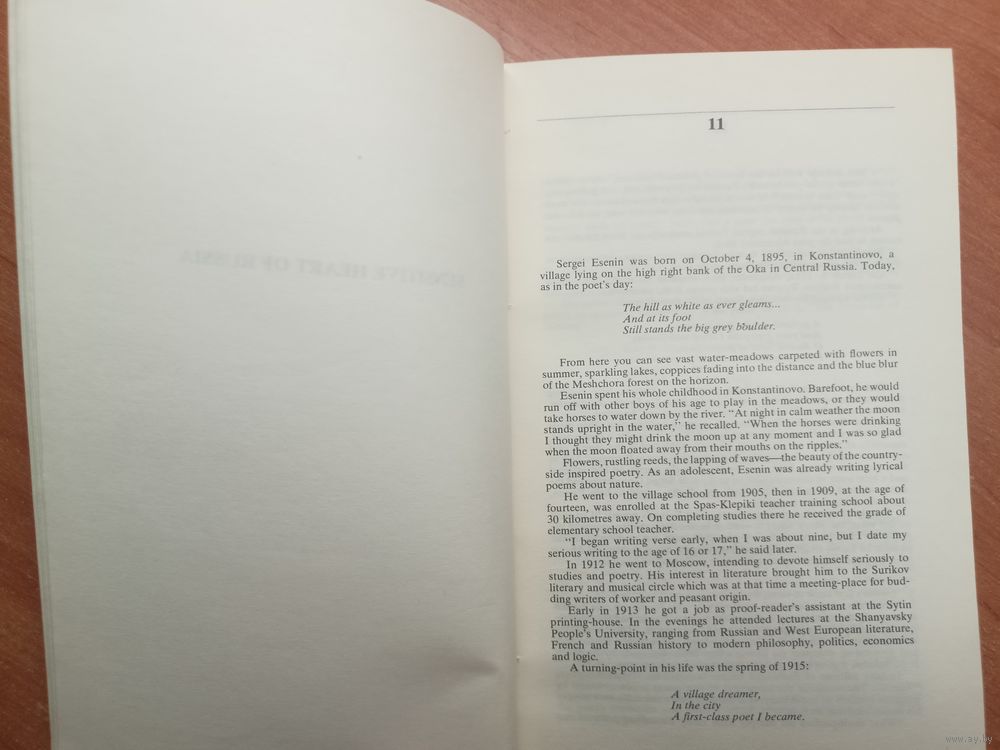 11
Sergei Esenin was born on October 4, 1895, in Konstantinovo, a
village lying on the high right bank of the Oka in Central Russia. Today,
as in the poet's day:
The hill as white as ever gleams...
And at its foot
Still stands the big grey boulder.
From here you can see vast water-meadows carpeted with flowers in
summer, sparkling lakes, coppices fading into the distance and the blue blur
of the Meshchora forest on the horizon.
Esenin spent his whole childhood in Konstantinovo. Barefoot, he would
run off with other boys of his age to play in the meadows, or they would
take horses to water down by the river. “At night in calm weather the moon
stands upright in the water,” he recalled. “When the horses were drinking
I thought they might drink the moon up at any moment and I was so glad
when the moon floated away from their mouths on the ripples.”
Flowers, rustling reeds, the lapping of waves—the beauty of the country-
side inspired poetry. As an adolescent, Esenin was already writing lyrical
poems about nature.
He went to the village school from 1905, then in 1909, at the age of
fourteen, was enrolled at the Spas-Klepiki teacher training school about
30 kilometres away. On completing studies there he received the grade of
elementary school teacher.
“I began writing verse early, when I was about nine, but I date my
serious writing to the age of 16 or 17,” he said later.
In 1912 he went to Moscow, intending to devote himself seriously to
studies and poetry. His interest in literature brought him to the Surikov
literary and musical circle which was at that time a meeting-place for bud-
ding writers of worker and peasant origin.
Early in 1913 he got a job as proof-reader's assistant at the Sytin
printing-house. In the evenings he attended lectures at the Shanyavsky
People's University, ranging from Russian and West European literature,
French and Russian history to modern philosophy, politics, economics
and logic.
A turning-point in his life was the spring of 1915:
A village dreamer,
In the city
A first-class poet I became.
www.ay.by